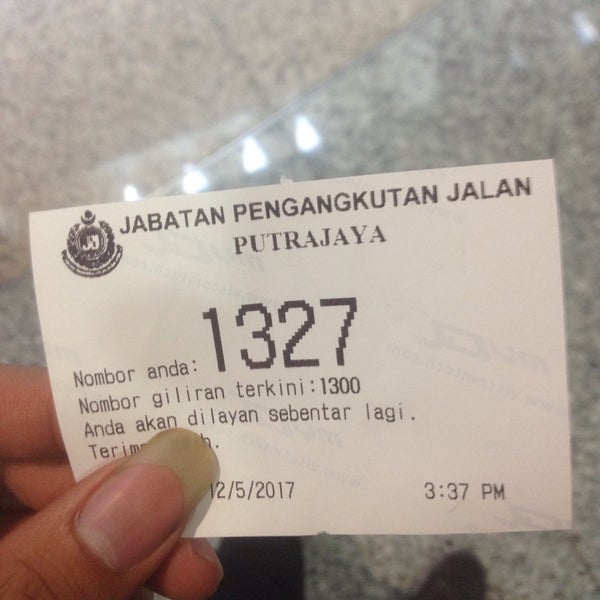 JABATAN PENGANGKUTAN JALAN
PUTRAJAYA
Nombor anda: 1327
Nombor giliran terkini:1300
Anda akan dilayan sebentar lagi.
12/5/2017 3:37 PM